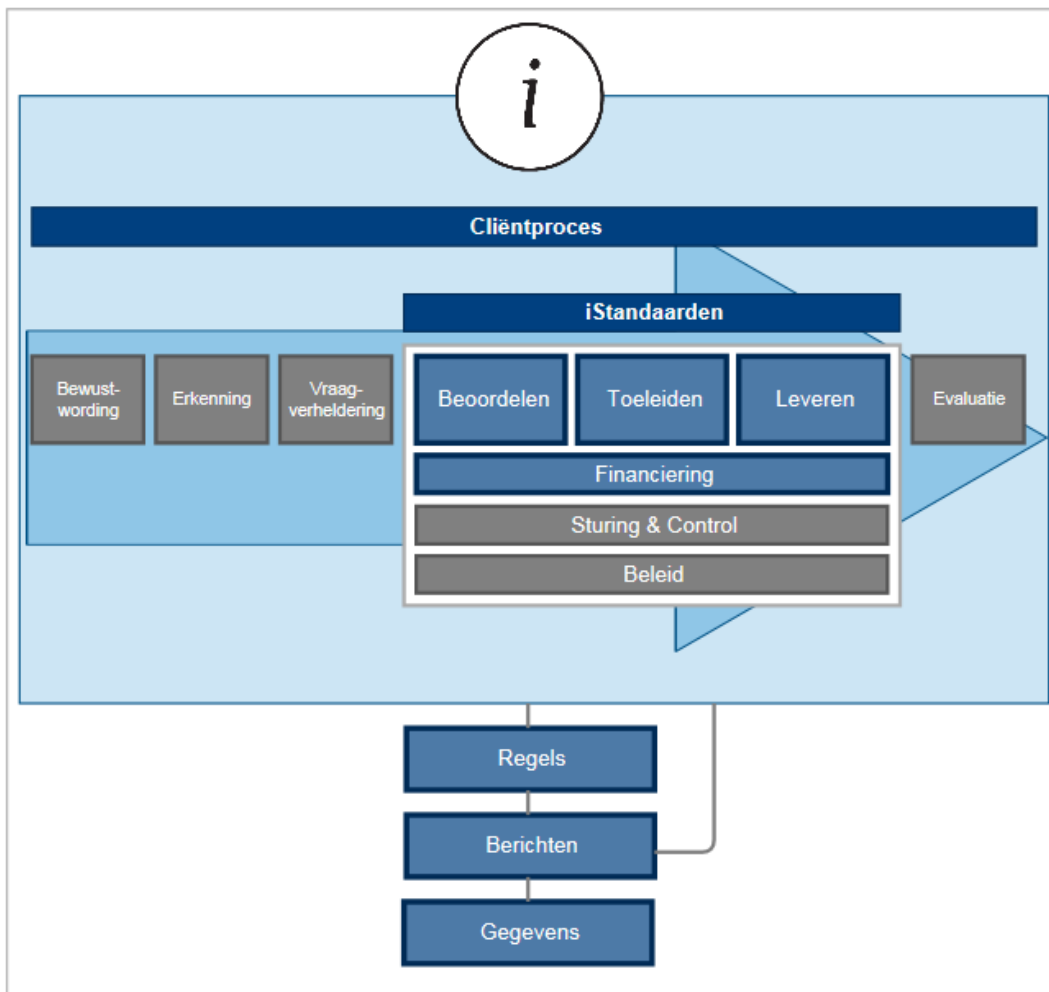 i
Cliëntproces
iStandaarden
Bewust-
wording
Erkenning
Vraag-
verheldering
Beoordelen
Toeleiden
Leveren
Evaluatie
Financiering
Sturing & Control
Beleid
Regels
Berichten
Gegevens